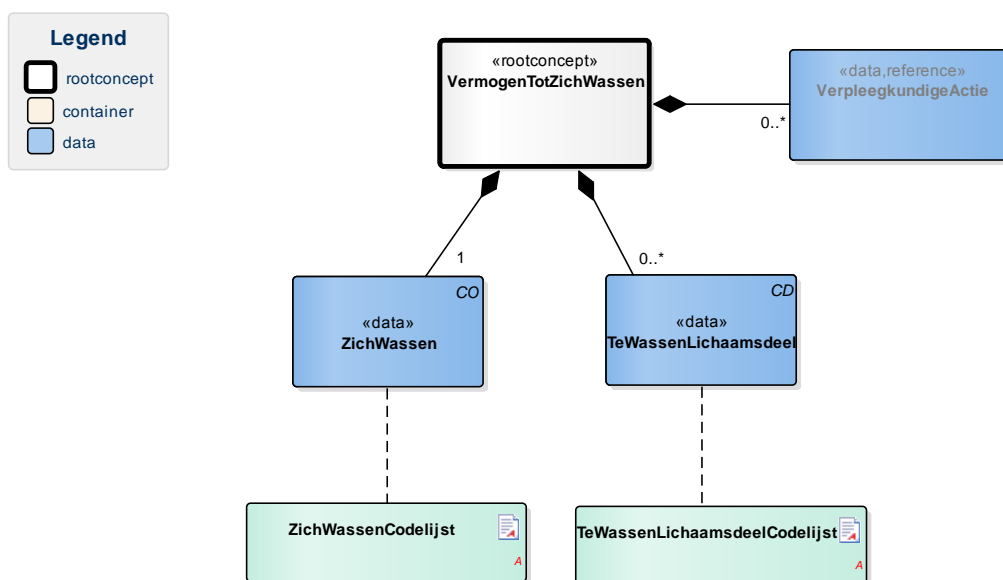 Legend
rootconcept
container
data
«rootconcept»
VermogenTotZichWassen
«data,reference»
VerpleegkundigeActie
0..*
1
0..*
CO
«data»
ZichWassen
CD
«data»
TeWassenLichaamsdeel
ZichWassenCodelijst
A
TeWassenLichaamsdeelCodelijst
A